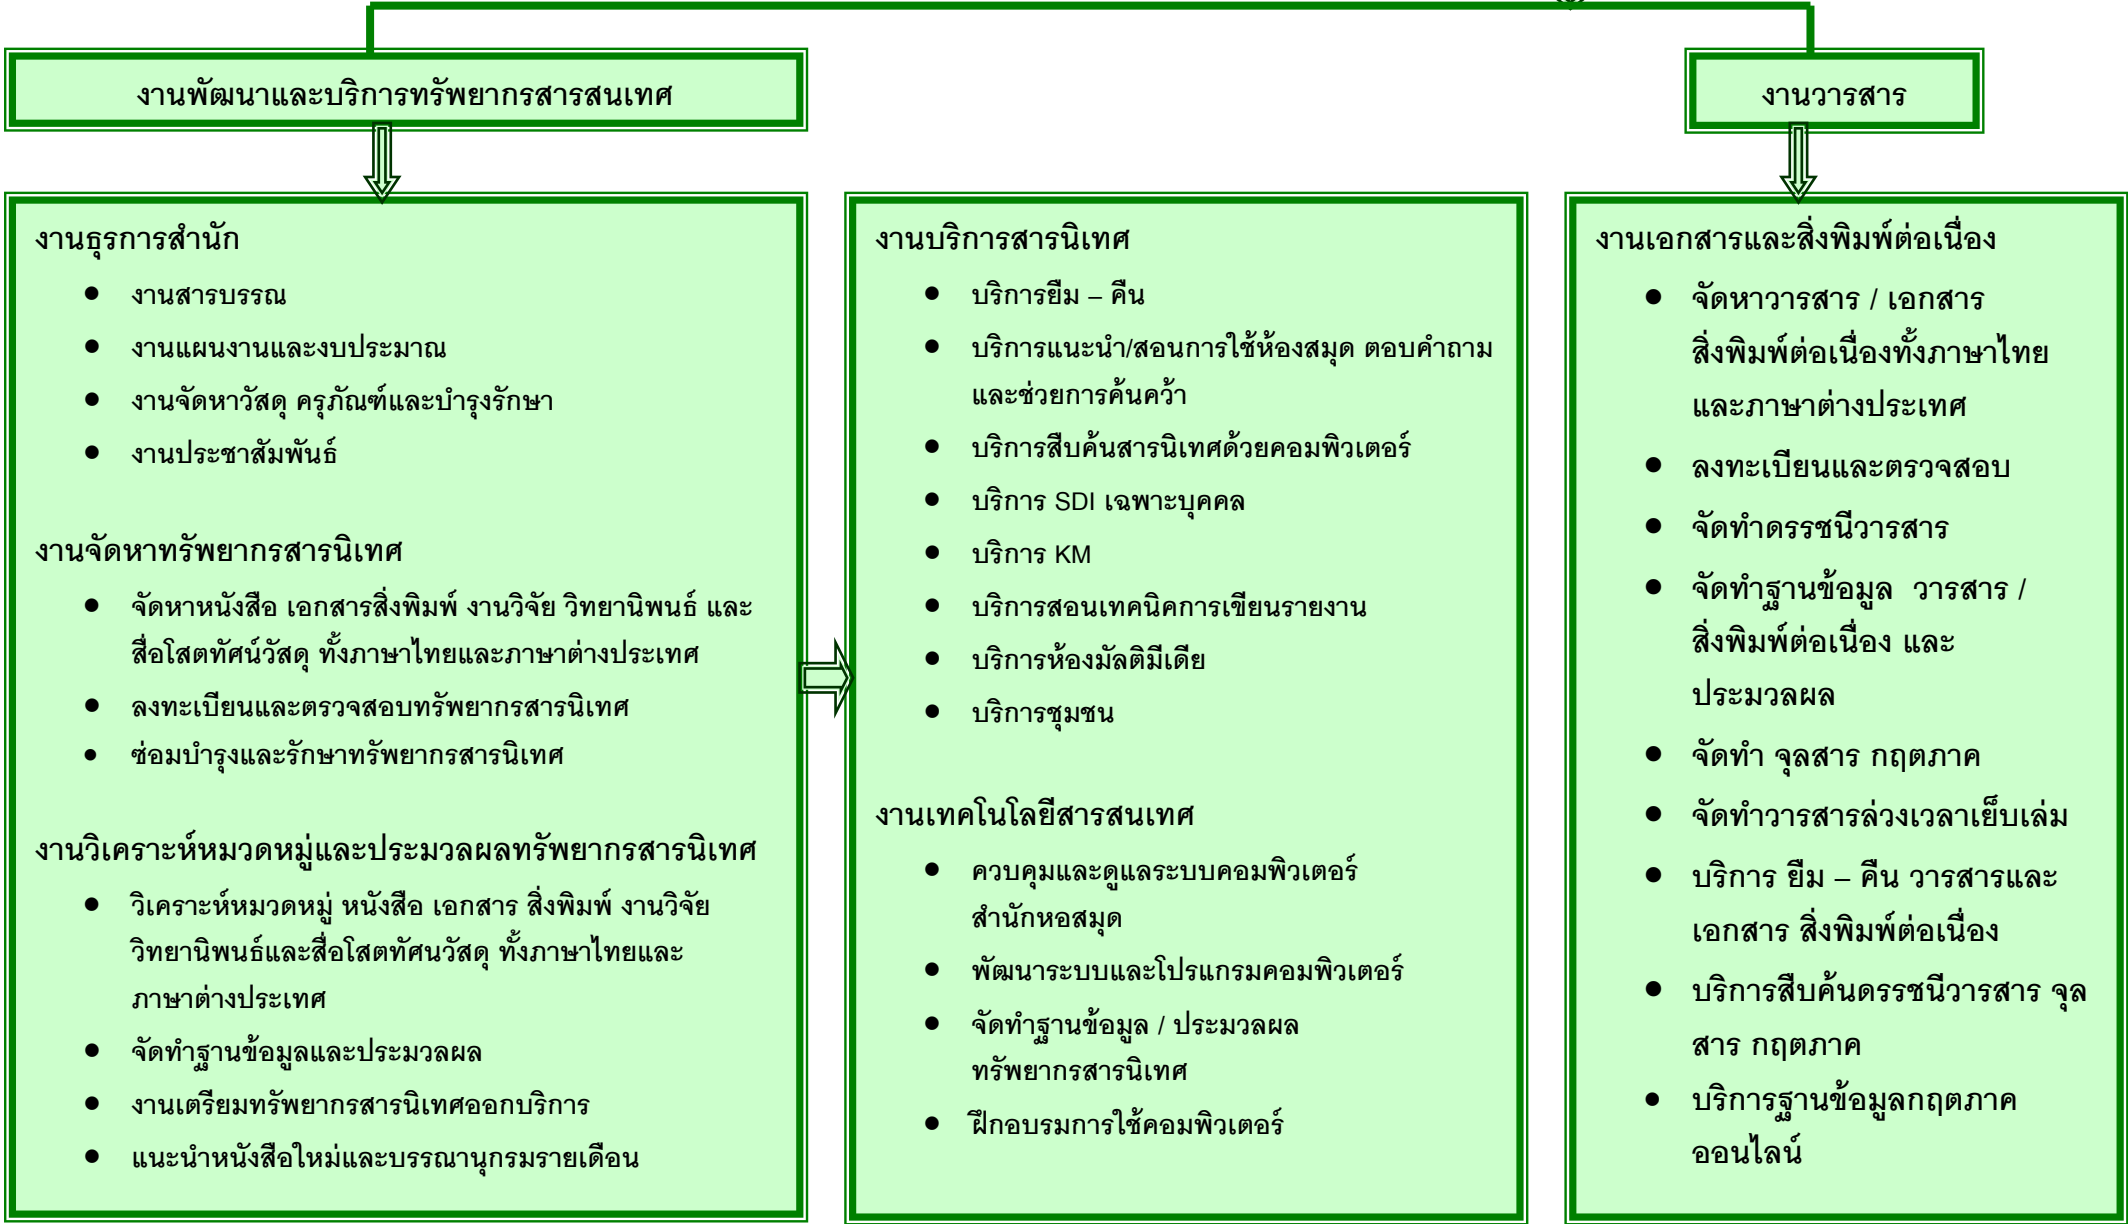 งานพัฒนาและบริการทรัพยากรสารสนเทศ
งานวารสาร
งานธุรการสำนัก
● งานสารบรรณ
● งานแผนงานและงบประมาณ
● งานจัดหาวัสดุ ครุภัณฑ์และบำรุงรักษา
● งานประชาสัมพันธ์
งานจัดหาทรัพยากรสารนิเทศ
● จัดหาหนังสือ เอกสารสิ่งพิมพ์ งานวิจัย วิทยานิพนธ์ และ
สื่อโสตทัศน์วัสดุ ทั้งภาษาไทยและภาษาต่างประเทศ
● ลงทะเบียนและตรวจสอบทรัพยากรสารนิเทศ
● ซ่อมบำรุงและรักษาทรัพยากรสารนิเทศ
งานวิเคราะห์หมวดหมู่และประมวลผลทรัพยากรสารนิเทศ
● วิเคราะห์หมวดหมู่ หนังสือ เอกสาร สิ่งพิมพ์ งานวิจัย
วิทยานิพนธ์และสื่อโสตทัศนวัสดุ ทั้งภาษาไทยและ
ภาษาต่างประเทศ
● จัดทำฐานข้อมูลและประมวลผล
● งานเตรียมทรัพยากรสารนิเทศออกบริการ
● แนะนำหนังสือใหม่และบรรณานุกรมรายเดือน
งานบริการสารนิเทศ
● บริการยืม – คืน
● บริการแนะนำ/สอนการใช้ห้องสมุด ตอบคำถาม
และช่วยการค้นคว้า
● บริการสืบค้นสารนิเทศด้วยคอมพิวเตอร์
● บริการ SDI เฉพาะบุคคล
● บริการ KM
● บริการสอนเทคนิคการเขียนรายงาน
● บริการห้องมัลติมีเดีย
● บริการชุมชน
งานเทคโนโลยีสารสนเทศ
● ควบคุมและดูแลระบบคอมพิวเตอร์
สำนักหอสมุด
● พัฒนาระบบและโปรแกรมคอมพิวเตอร์
● จัดทำฐานข้อมูล / ประมวลผล
ทรัพยากรสารนิเทศ
● ฝึกอบรมการใช้คอมพิวเตอร์
งานเอกสารและสิ่งพิมพ์ต่อเนื่อง
● จัดหาวารสาร / เอกสาร
สิ่งพิมพ์ต่อเนื่องทั้งภาษาไทย
และภาษาต่างประเทศ
● ลงทะเบียนและตรวจสอบ
● จัดทำดรรชนีวารสาร
● จัดทำฐานข้อมูล วารสาร /
สิ่งพิมพ์ต่อเนื่อง และ
ประมวลผล
● จัดทำ จุลสาร กฤตภาค
● จัดทำวารสารล่วงเวลาเย็บเล่ม
● บริการ ยืม – คืน วารสารและ
เอกสาร สิ่งพิมพ์ต่อเนื่อง
● บริการสืบค้นดรรชนีวารสาร จุล
สาร กฤตภาค
● บริการฐานข้อมูลกฤตภาค
ออนไลน์